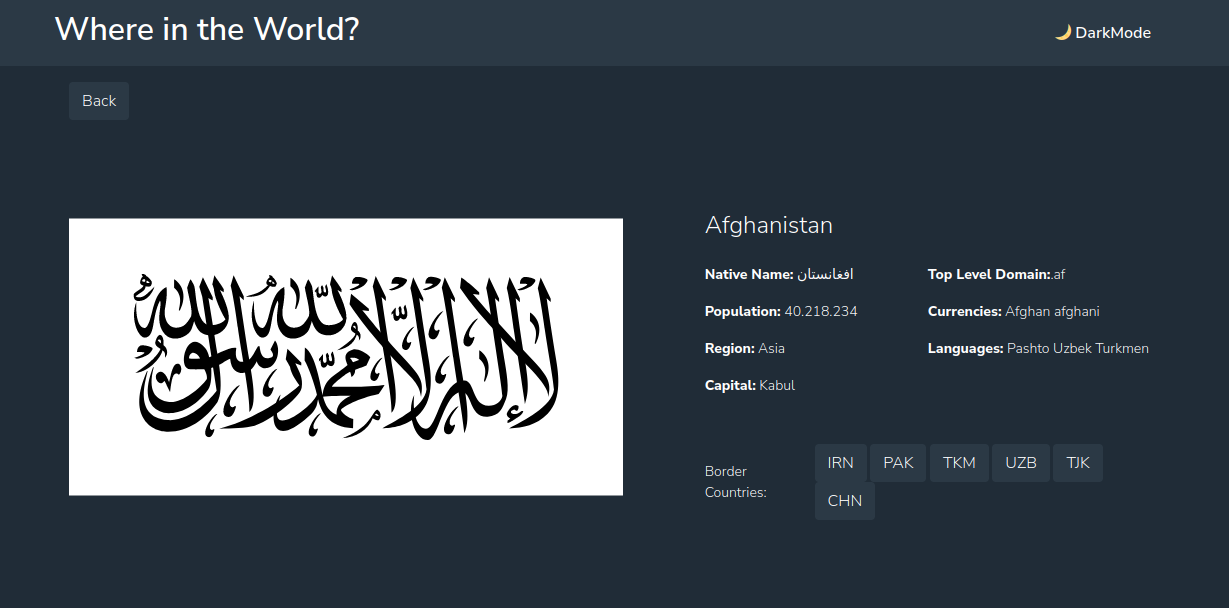 Where in the World?
🌙 DarkMode
Back
لا إله إلا الله محمد رسول الله
Afghanistan
Native Name: افغانستان
Population: 40.218.234
Region: Asia
Capital: Kabul
Top Level Domain:.af
Currencies: Afghan afghani
Languages: Pashto Uzbek Turkmen
Border
Countries:
IRN PAK TKM UZB TJK
CHN